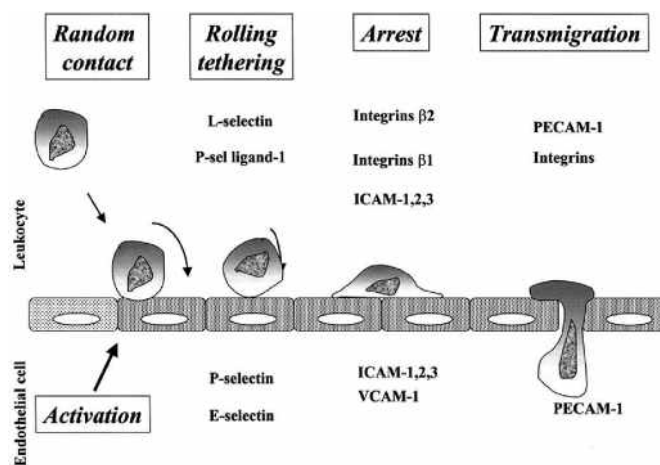 Random
contact
Rolling
tethering
Arrest
Transmigration
L-selectin
P-sel ligand-1
Integrins β2
Integrins β1
ICAM-1,2,3
PECAM-1
Integrins
Leukocyte
Endothelial cell
Activation
P-selectin
E-selectin
ICAM-1,2,3
VCAM-1
PECAM-1